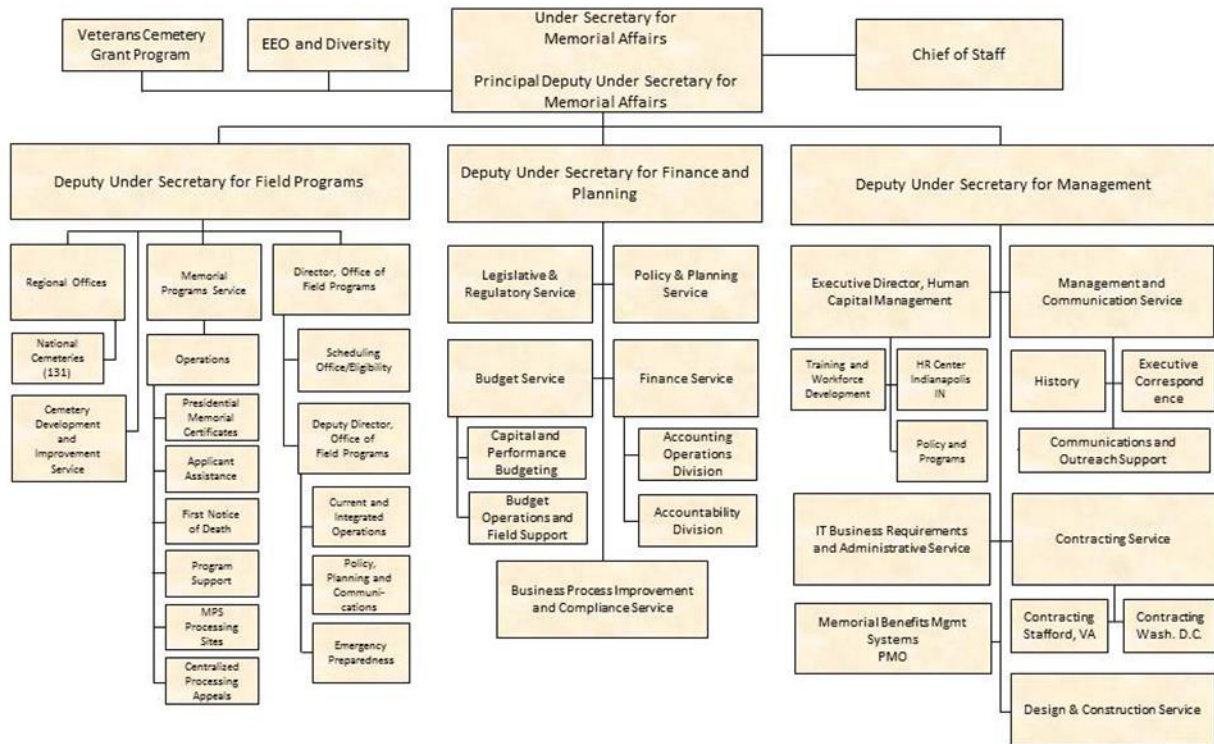 Veterans Cemetery
Grant Program
EEO and Diversity
Under Secretary for
Memorial Affairs
Principal Deputy Under Secretary for
Memorial Affairs
Chief of Staff
Deputy Under Secretary for Field Programs
Deputy Under Secretary for Finance and
Planning
Deputy Under Secretary for Management
Regional Offices
National
Cemeteries
(131)
Cemetery
Development
and
Improvement
Service
Memorial
Programs Service
Operations
Presidential
Memorial
Certificates
Applicant
Assistance
First Notice
of Death
Program
Support
MPS
Processing
Sites
Centralized
Processing
Appeals
Director, Office of
Field Programs
Scheduling
Office/Eligibility
Deputy Director,
Office of
Field Programs
Current and
Integrated
Operations
Policy,
Planning and
Communi-
cations
Emergency
Preparedness
Legislative &
Regulatory Service
Policy & Planning
Service
Budget Service
Capital and
Performance
Budgeting
Budget
Operations and
Field Support
Finance Service
Accounting
Operations
Division
Accountability
Division
Business Process Improvement
and Compliance Service
Executive Director, Human
Capital Management
Training and
Workforce
Development
HR Center
Indianapolis
IN
Policy and
Programs
Management and
Communication Service
History
Executive
Correspond
ence
Communications and
Outreach Support
IT Business Requirements
and Administrative Service
Contracting Service
Contracting
Stafford, VA
Contracting
Wash. D.C.
Memorial Benefits Mgmt
Systems
PMO
Design & Construction Service